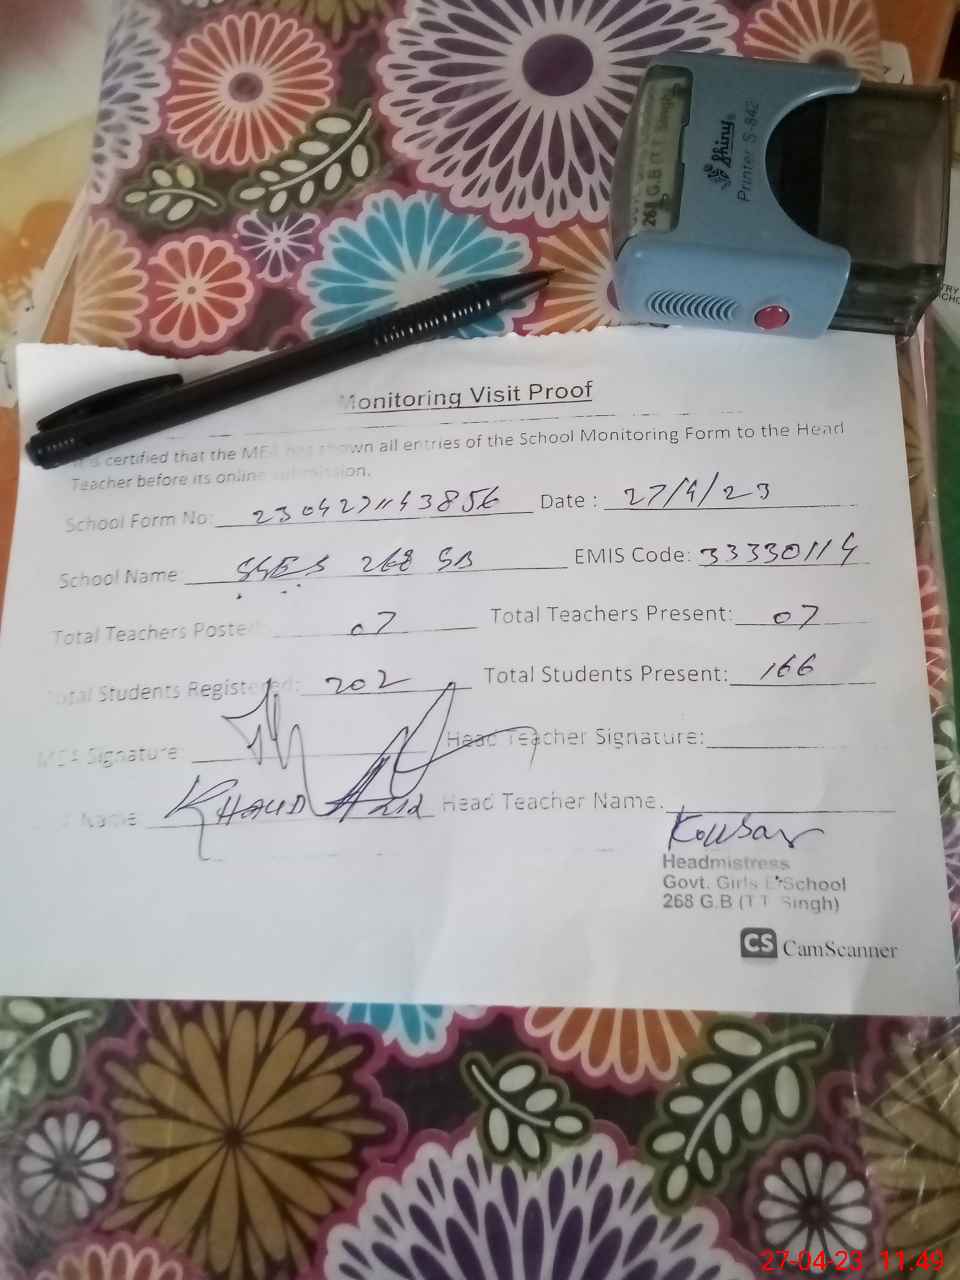 268 G.B (T.T Singh)
Shiny
Printer S-842
Monitoring Visit Proof
certified that the MEA has shown all entries of the School Monitoring Form to the Head
Teacher before its online submission.
School Form No: 2304271143856 Date : 27/4/23
School Name: GGES 268 GB EMIS Code: 33330114
Total Teachers Posted: 07 Total Teachers Present: 07
Total Students Registered: 202 Total Students Present: 166
MEA Signature: Head Teacher Signature:
Name: KHALID Head Teacher Name.
Kousar
Headmistress
Govt. Girls E School
268 G.B (T.T Singh)
CS CamScanner
27-04-23 11:49